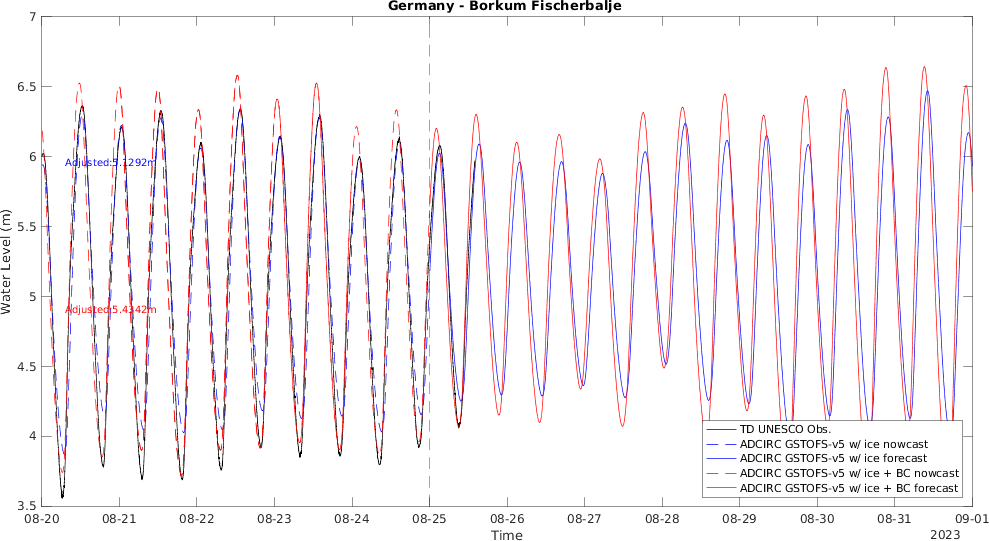 Germany - Borkum Fischerbalje
7
6.5
6
5.5
5
4.5
4
3.5
Water Level (m)
Adjusted:5.1292m
Adjusted:5.4342m
TD UNESCO Obs.
ADCIRC GSTOFS-v5 w/ ice nowcast
ADCIRC GSTOFS-v5 w/ ice forecast
ADCIRC GSTOFS-v5 w/ ice + BC nowcast
ADCIRC GSTOFS-v5 w/ ice + BC forecast
08-20 08-21 08-22 08-23 08-24 08-25 08-26 08-27 08-28 08-29 08-30 08-31 09-01
Time
2023